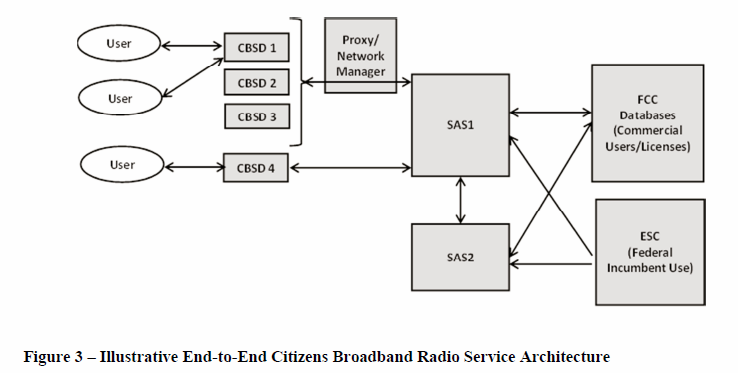 User
User
User
CBSD 1
CBSD 2
CBSD 3
CBSD 4
Proxy/
Network
Manager
SAS1
SAS2
FCC
Databases
(Commercial
Users/Licenses)
ESC
(Federal
Incumbent Use)
Figure 3 – Illustrative End-to-End Citizens Broadband Radio Service Architecture